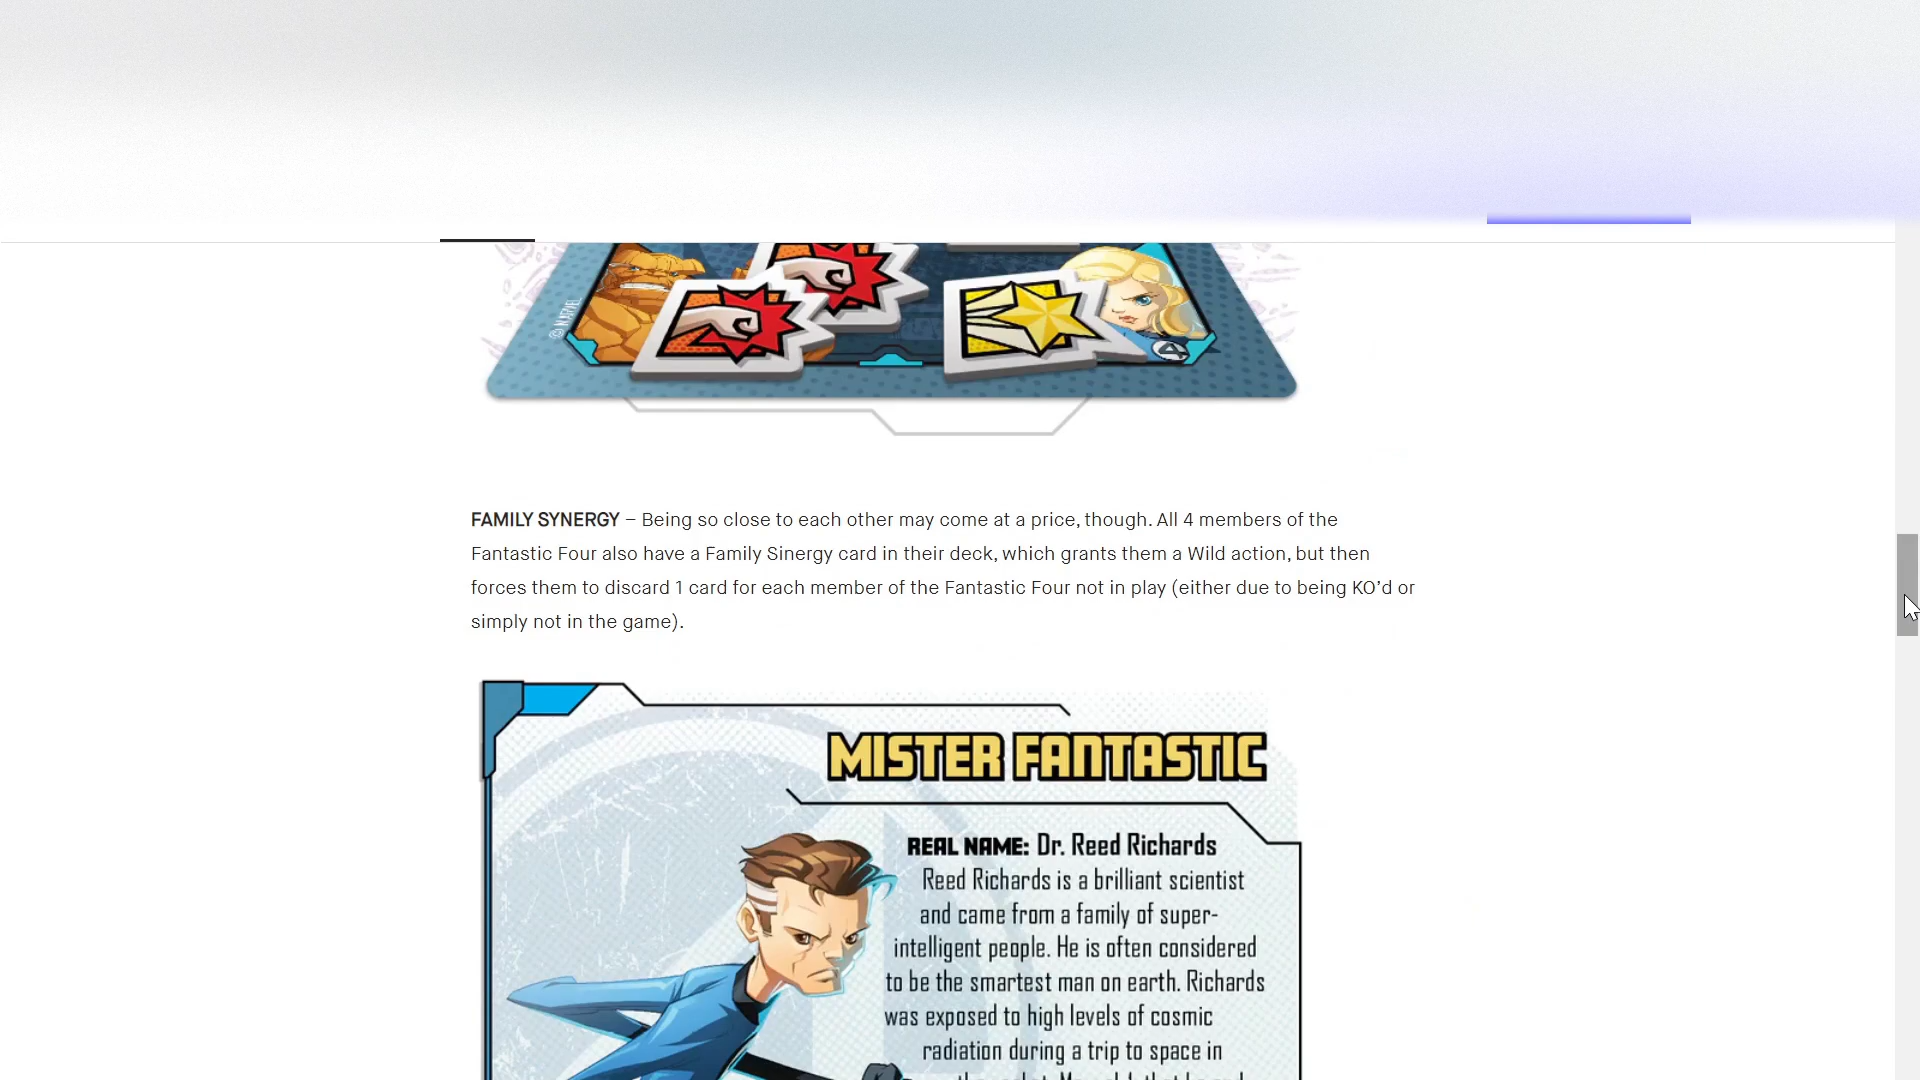 © MARVEL
FAMILY SYNERGY – Being so close to each other may come at a price, though. All 4 members of the
Fantastic Four also have a Family Sinergy card in their deck, which grants them a Wild action, but then
forces them to discard 1 card for each member of the Fantastic Four not in play (either due to being KO’d or
simply not in the game).
MISTER FANTASTIC
REAL NAME: Dr. Reed Richards
Reed Richards is a brilliant scientist
and came from a family of super-
intelligent people. He is often considered
to be the smartest man on earth. Richards
was exposed to high levels of cosmic
radiation during a trip to space in